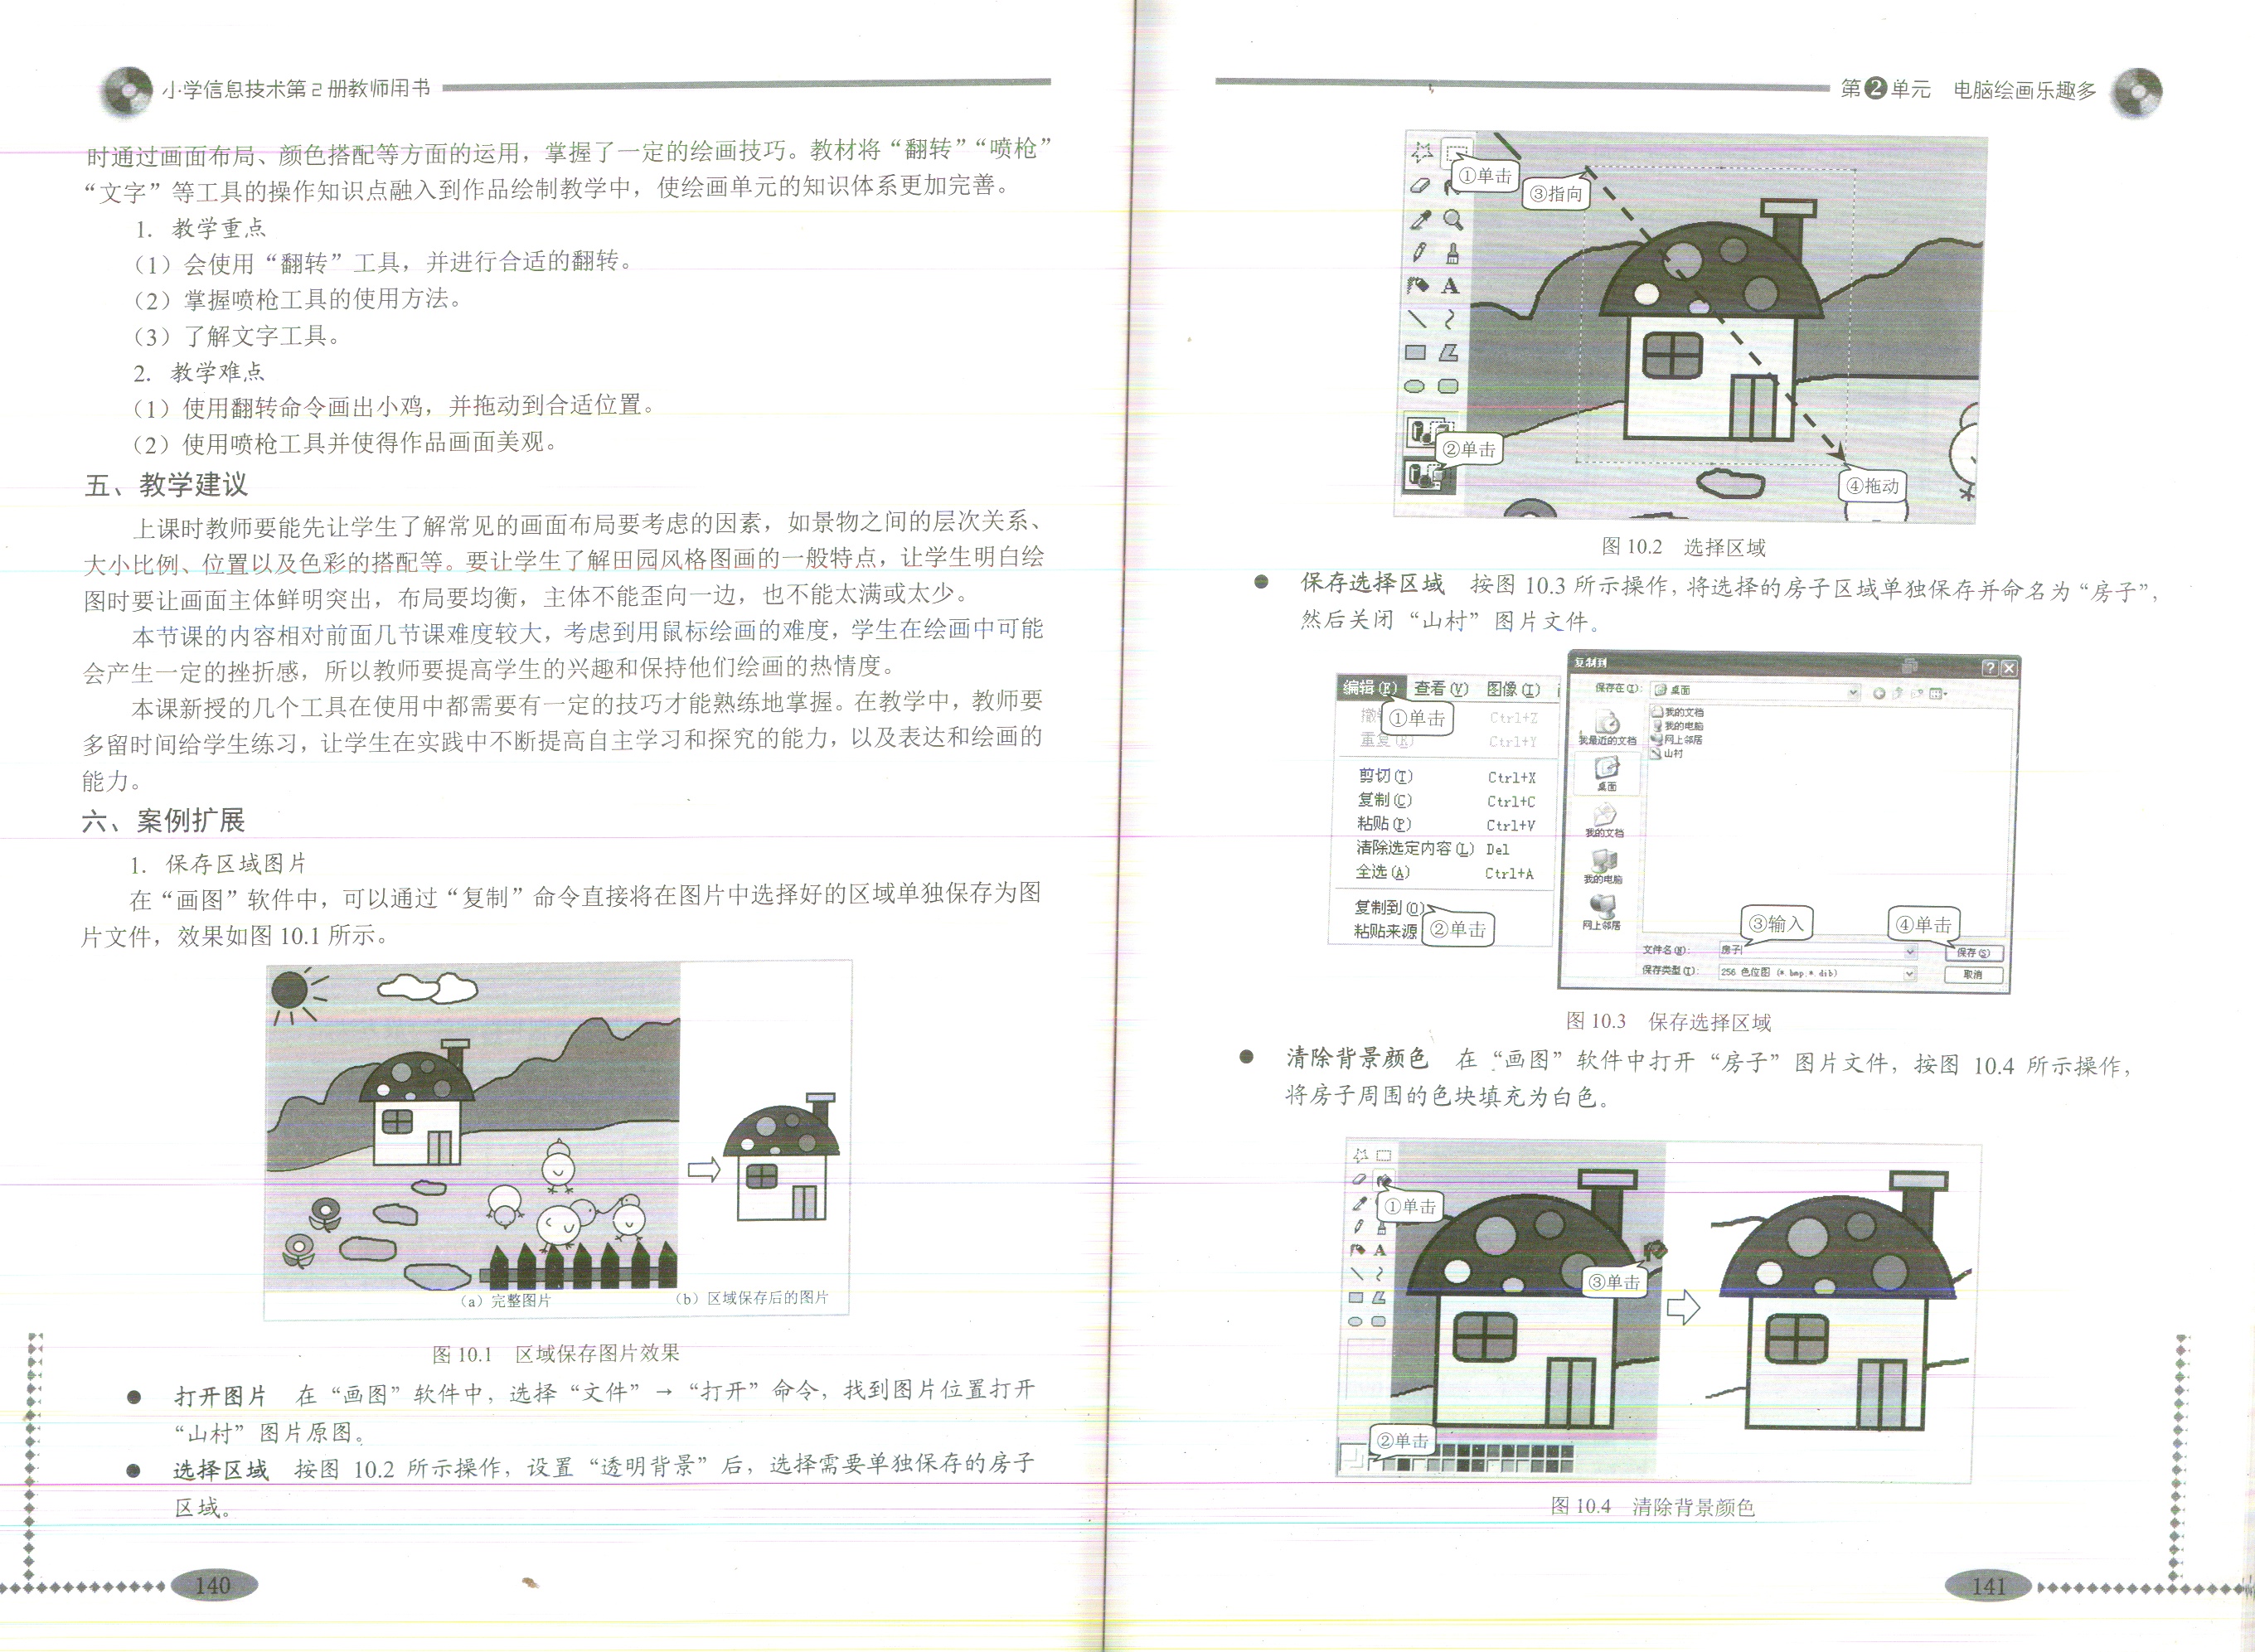 小学信息技术第2册教师用书
时通过画面布局、颜色搭配等方面的运用，掌握了一定的绘画技巧。教材将“翻转”“喷枪”
“文字”等工具的操作知识点融入到作品绘制教学中，使绘画单元的知识体系更加完善。
1. 教学重点
（1）会使用“翻转”工具，并进行合适的翻转。
（2）掌握喷枪工具的使用方法。
（3）了解文字工具。
2. 教学难点
（1）使用翻转命令画出小鸡，并拖动到合适位置。
（2）使用喷枪工具并使得作品画面美观。
五、教学建议
上课时教师要能先让学生了解常见的画面布局要考虑的因素，如景物之间的层次关系、
大小比例、位置以及色彩的搭配等。要让学生了解田园风格图画的一般特点，让学生明白绘
图时要让画面主体鲜明突出，布局要均衡，主体不能歪向一边，也不能太满或太少。
本节课的内容相对前面几节课难度较大，考虑到用鼠标绘画的难度，学生在绘画中可能
会产生一定的挫折感，所以教师要提高学生的兴趣和保持他们绘画的热情度。
本课新授的几个工具在使用中都需要有一定的技巧才能熟练地掌握。在教学中，教师要
多留时间给学生练习，让学生在实践中不断提高自主学习和探究的能力，以及表达和绘画的
能力。
六、案例扩展
1. 保存区域图片
在“画图”软件中，可以通过“复制”命令直接将在图片中选择好的区域单独保存为图
片文件，效果如图 10.1 所示。
（a）完整图片
（b）区域保存后的图片
图 10.1 区域保存图片效果
● 打开图片 在“画图”软件中，选择“文件”→“打开”命令，找到图片位置打开
“山村”图片原图。
● 选择区域 按图 10.2 所示操作，设置“透明背景”后，选择需要单独保存的房子
区域。
140
第2单元 电脑绘画乐趣多
①单击
③指向
A
②单击
④拖动
图 10.2 选择区域
● 保存选择区域 按图 10.3 所示操作，将选择的房子区域单独保存并命名为“房子”，
然后关闭“山村”图片文件。
编辑(E) 查看(V) 图像(I)
①单击
Ctrl+Z
重复(R) Ctrl+Y
剪切(T) Ctrl+X
复制(C) Ctrl+C
粘贴(P) Ctrl+V
清除选定内容(L) Del
全选(A) Ctrl+A
复制到(O)
粘贴来源
②单击
复制到
保存在(I)： 桌面
我的文档
我的电脑
网上邻居
山村
我最近的文档
桌面
我的文档
我的电脑
网上邻居
③输入
④单击
文件名(N)： 房子 保存(S)
保存类型(T)： 256 色位图 (*.bmp,*.dib) 取消
图 10.3 保存选择区域
● 清除背景颜色 在“画图”软件中打开“房子”图片文件，按图 10.4 所示操作，
将房子周围的色块填充为白色。
①单击
A
③单击
②单击
图 10.4 清除背景颜色
141